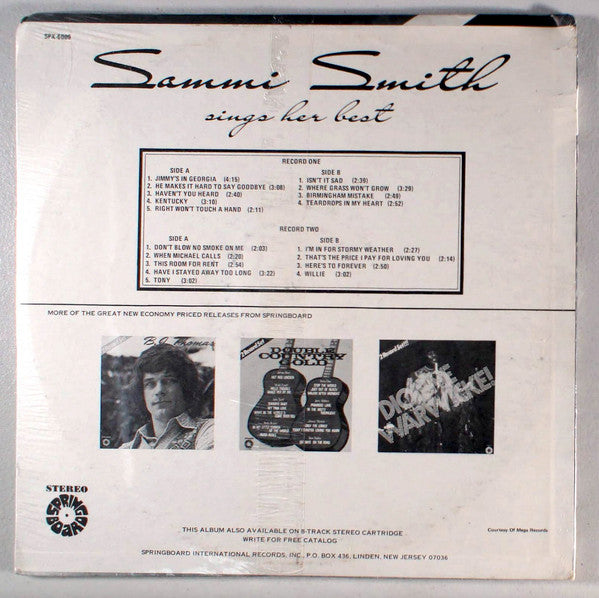 SPX-6009
Sammi Smith
sings her best
RECORD ONE
SIDE A
1. JIMMY'S IN GEORGIA (4:15)
2. HE MAKES IT HARD TO SAY GOODBYE (3:08)
3. HAVEN'T YOU HEARD (2:40)
4. KENTUCKY (3:10)
5. RIGHT WON'T TOUCH A HAND (2:11)
SIDE B
1. ISN'T IT SAD (2:39)
2. WHERE GRASS WON'T GROW (3:29)
3. BIRMINGHAM MISTAKE (2:49)
4. TEARDROPS IN MY HEART (2:52)
RECORD TWO
SIDE A
1. DON'T BLOW NO SMOKE ON ME (2:03)
2. WHEN MICHAEL CALLS (2:20)
3. THIS ROOM FOR RENT (2:54)
4. HAVE I STAYED AWAY TOO LONG (3:22)
5. TONY (3:02)
SIDE B
1. I'M IN FOR STORMY WEATHER (2:27)
2. THAT'S THE PRICE I PAY FOR LOVING YOU (2:14)
3. HERE'S TO FOREVER (2:50)
4. WILLIE (3:02)
MORE OF THE GREAT NEW ECONOMY PRICED RELEASES FROM SPRINGBOARD
B.J. Thomas
DOUBLE
COUNTRY
GOLD
2 Record Set!!!
DIONNE
WARWICKE!
STEREO
SPRING
BOARD
THIS ALBUM ALSO AVAILABLE ON 8-TRACK STEREO CARTRIDGE
WRITE FOR FREE CATALOG
Courtesy Of Mega Records
SPRINGBOARD INTERNATIONAL RECORDS, INC., P.O. BOX 436, LINDEN, NEW JERSEY 07036